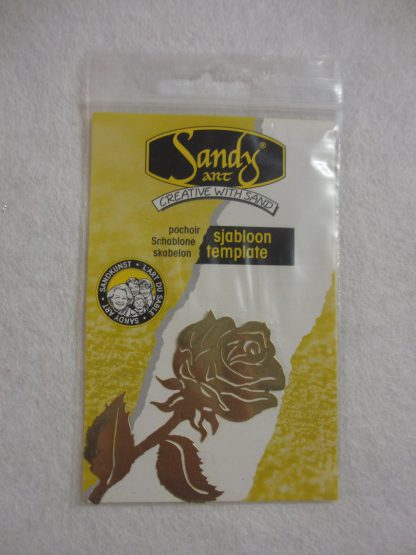 Sandy®
ART
CREATIVE WITH SAND
pochoir
Schablone
skabelon
sjabloon
template
SANDKUNST • L'ART DU SABLE • SANDY ART •